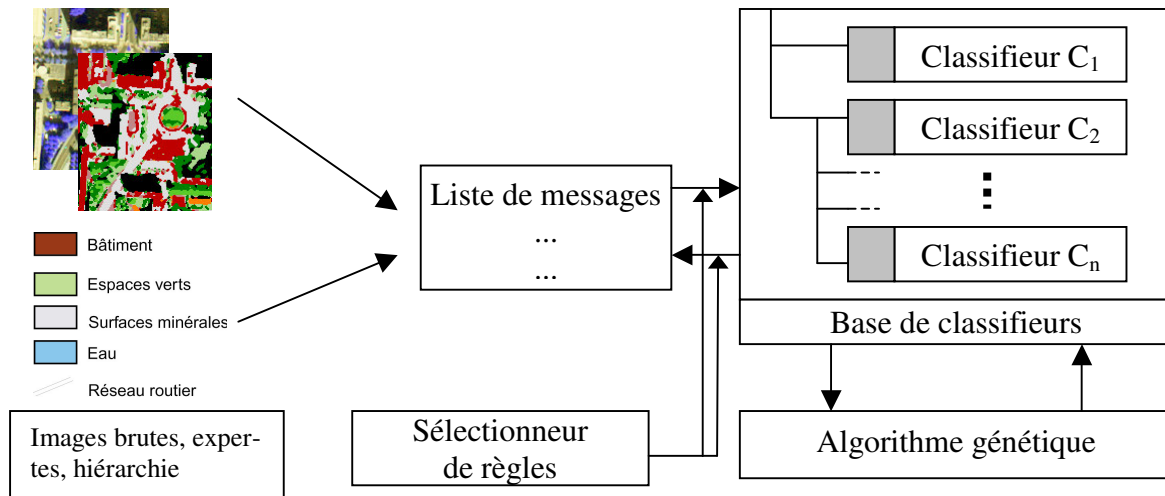 Bâtiment
Espaces verts
Surfaces minérales
Eau
Réseau routier
Images brutes, exper-
tes, hiérarchie
Liste de messages
...
...
Sélectionneur
de règles
Classifieur C1
Classifieur C2
Classifieur Cn
Base de classifieurs
Algorithme génétique